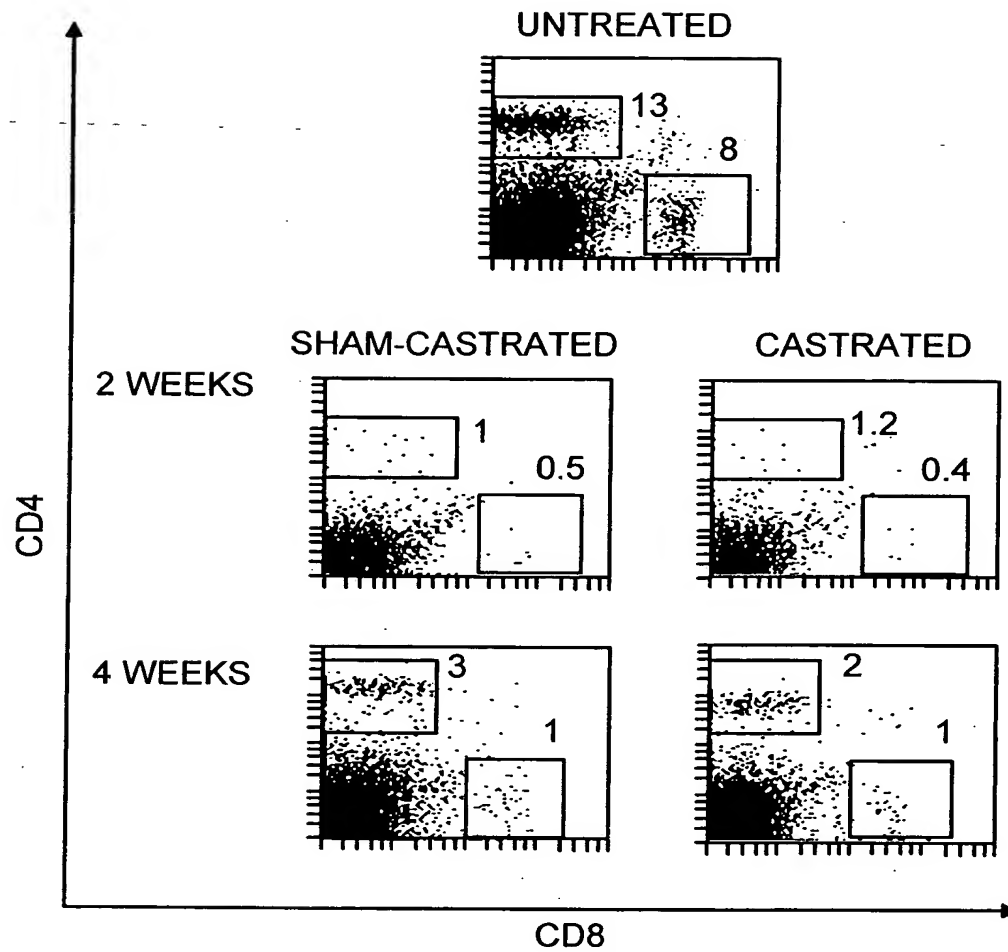 UNTREATED
13
8
SHAM-CASTRATED
CASTRATED
2 WEEKS
1
0.5
1.2
0.4
4 WEEKS
3
1
2
1
CD4
CD8